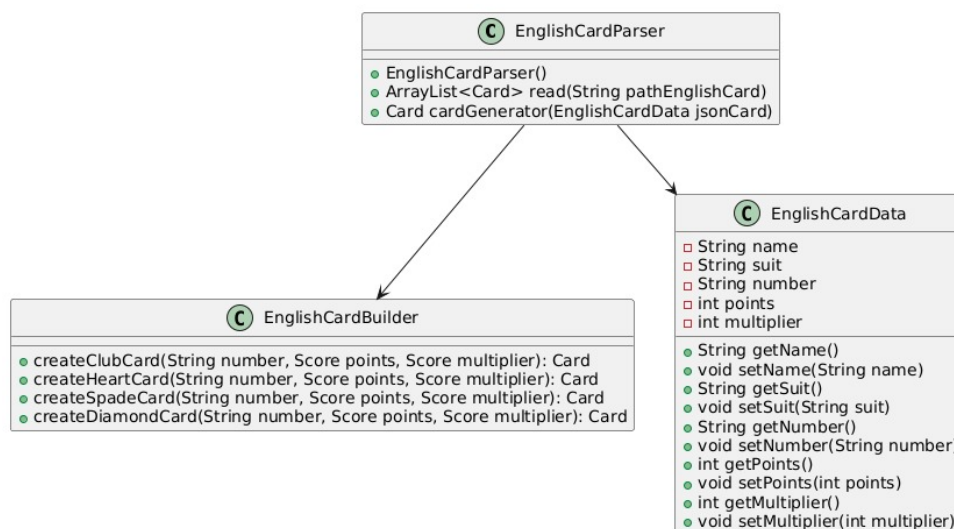 C EnglishCardParser
EnglishCardParser()
ArrayList<Card> read(String pathEnglishCard)
Card cardGenerator(EnglishCardData jsonCard)
C EnglishCardBuilder
createClubCard(String number, Score points, Score multiplier): Card
createHeartCard(String number, Score points, Score multiplier): Card
createSpadeCard(String number, Score points, Score multiplier): Card
createDiamondCard(String number, Score points, Score multiplier): Card
C EnglishCardData
String name
String suit
String number
int points
int multiplier
String getName()
void setName(String name)
String getSuit()
void setSuit(String suit)
String getNumber()
void setNumber(String number)
int getPoints()
void setPoints(int points)
int getMultiplier()
void setMultiplier(int multiplier)